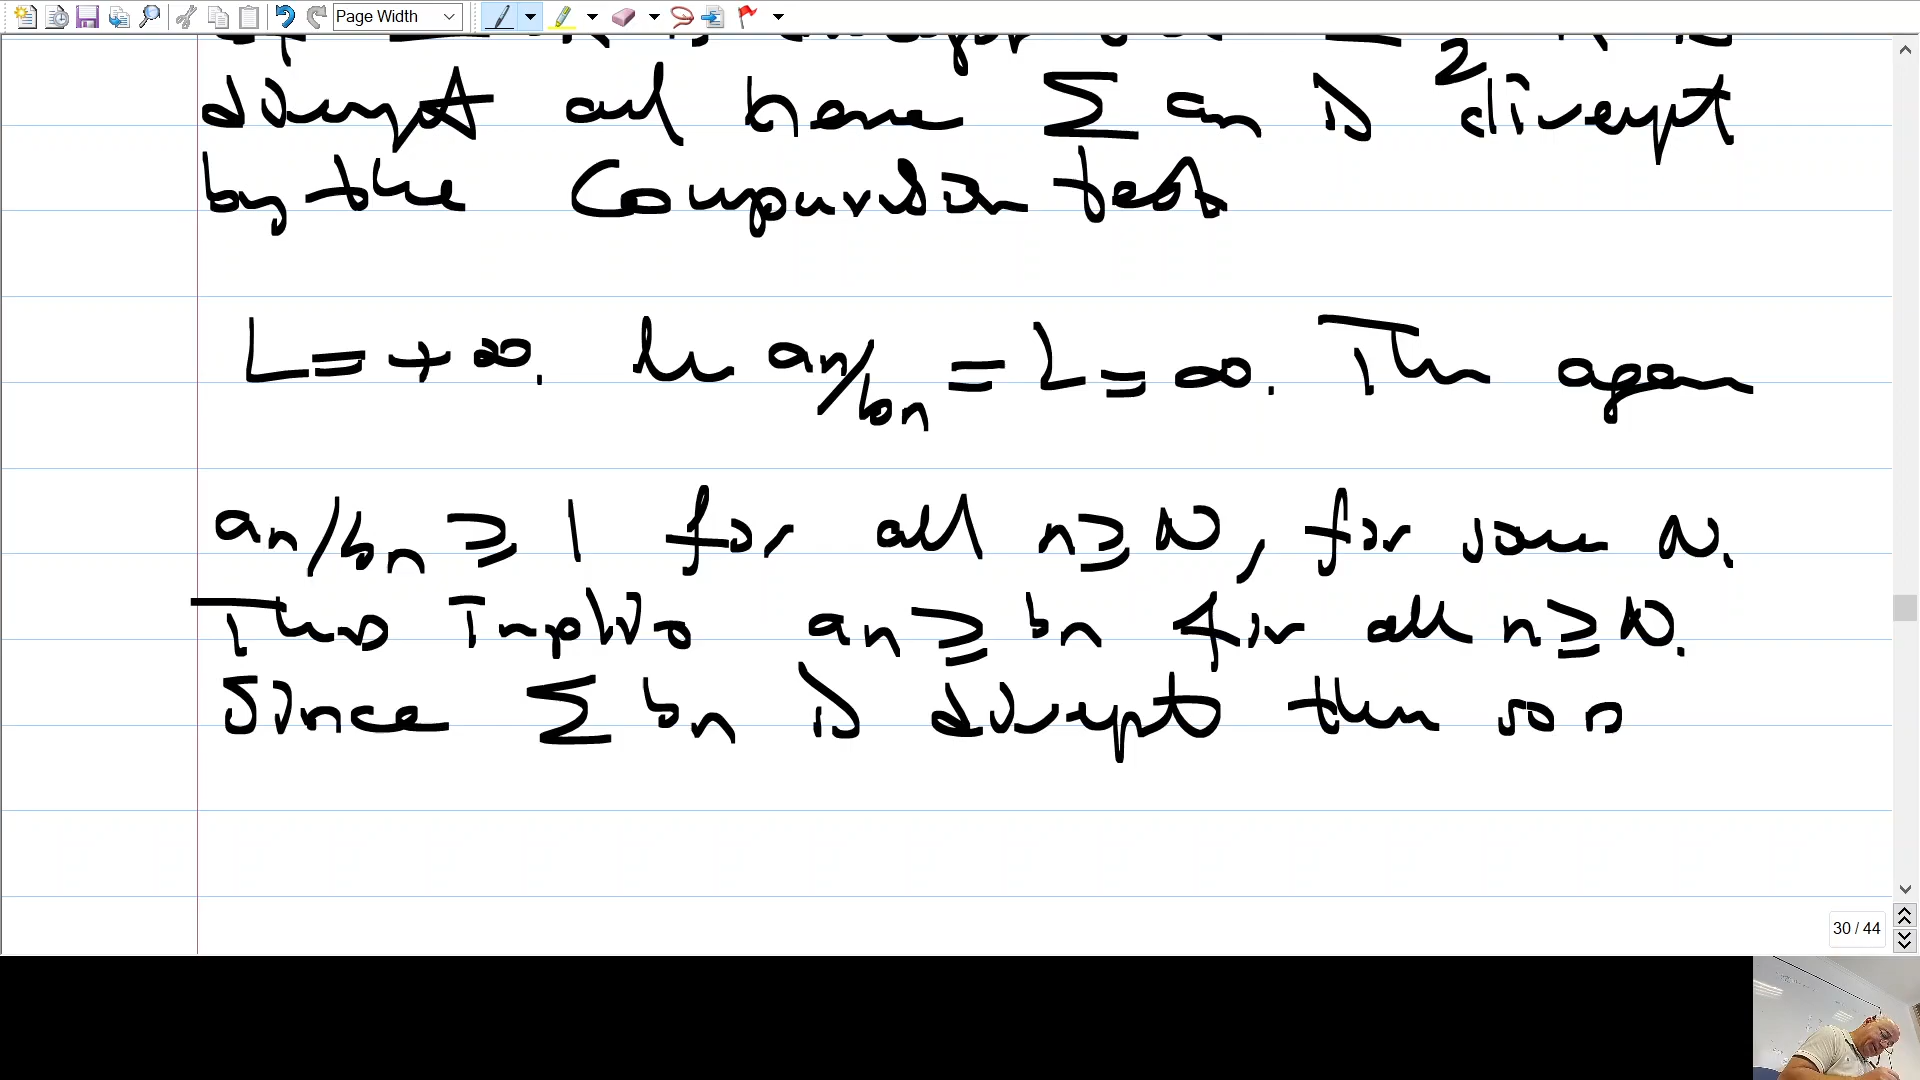 Page Width
divergent and hence Σ an is divergent
by the Comparison test
L = +∞. lim an/bn = L = ∞. Then again
an/bn ≥ 1 for all n ≥ N, for some N.
This implies an ≥ bn for all n ≥ N.
Since Σ bn is divergent then so is
30 / 44